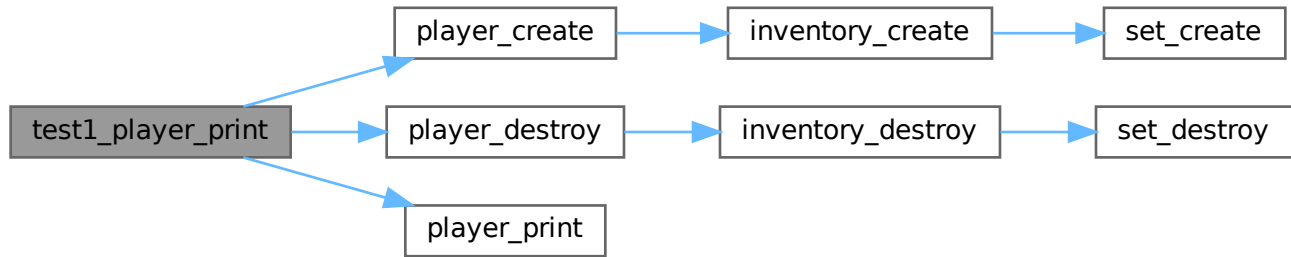 player_create
inventory_create
set_create
test1_player_print
player_destroy
inventory_destroy
set_destroy
player_print